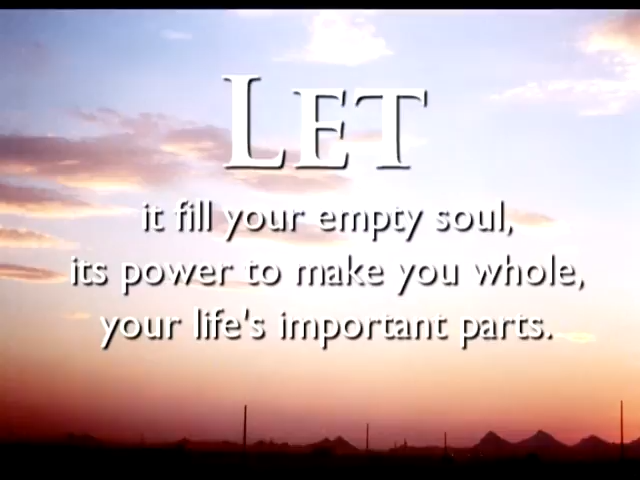 LET
it fill your empty soul,
its power to make you whole,
your life's important parts.